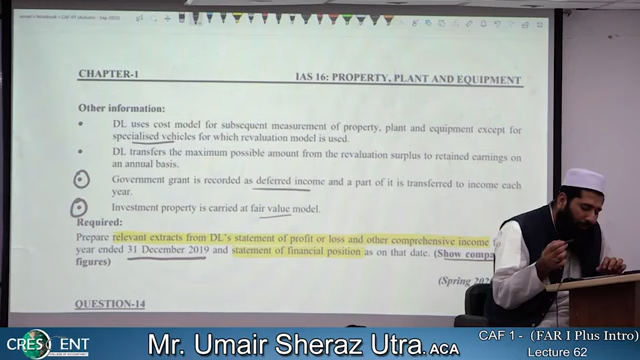 CHAPTER-1 IAS 16: PROPERTY, PLANT AND EQUIPMENT
Other information:
• DL uses cost model for subsequent measurement of property, plant and equipment except for
specialised vehicles for which revaluation model is used.
• DL transfers the maximum possible amount from the revaluation surplus to retained earnings on
an annual basis.
Government grant is recorded as deferred income and a part of it is transferred to income each
year.
Investment property is carried at fair value model.
Required:
Prepare relevant extracts from DL's statement of profit or loss and other comprehensive income
year ended 31 December 2019 and statement of financial position as on that date. (Show
figures)
(Spring
QUESTION-14
CRESCENT
Mr. Umair Sheraz Utra. ACA
CAF 1 - (FAR I Plus Intro)
Lecture 62